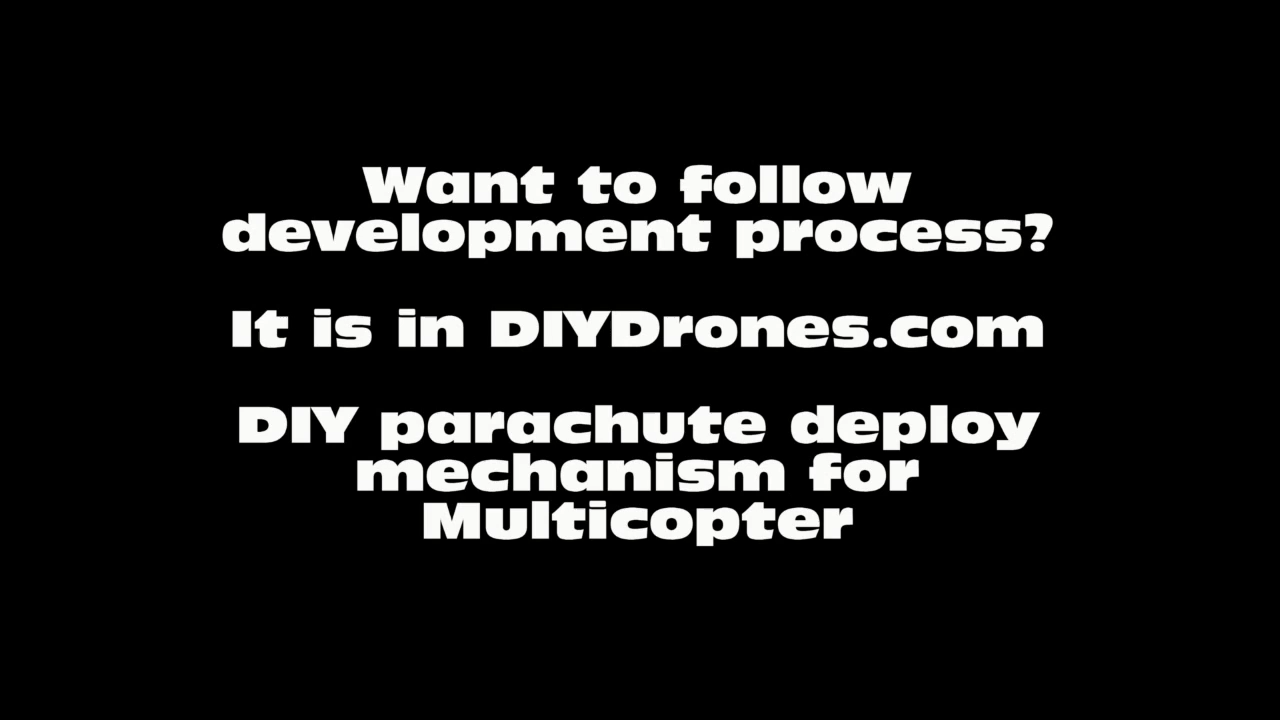 Want to follow
development process?
It is in DIYDrones.com
DIY parachute deploy
mechanism for
Multicopter